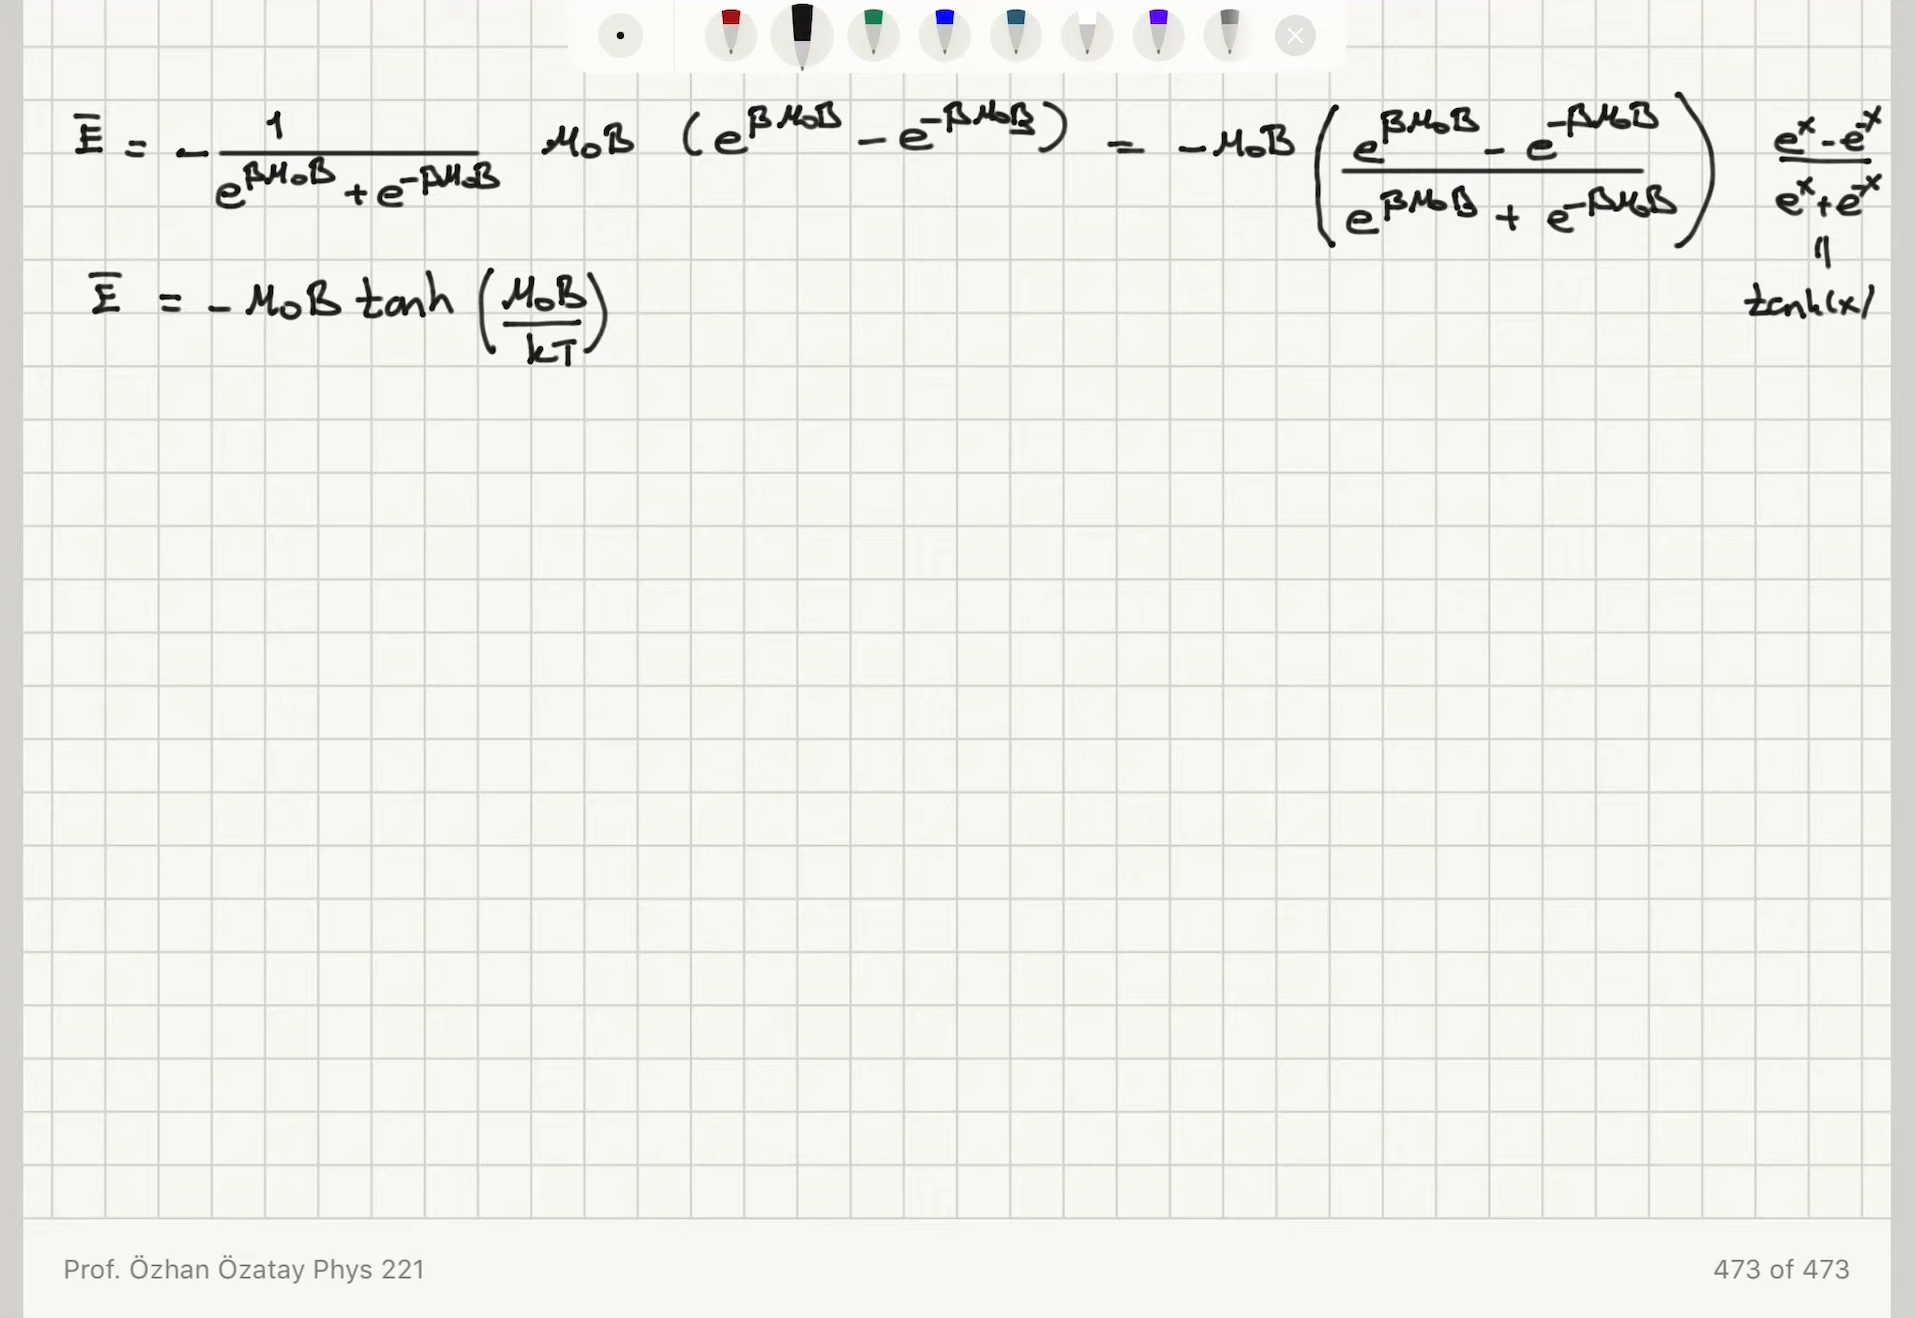 E̅ = - 1/(e^{βμ₀B} + e^{-βμ₀B}) μ₀B (e^{βμ₀B} - e^{-βμ₀B}) = -μ₀B ((e^{βμ₀B} - e^{-βμ₀B})/(e^{βμ₀B} + e^{-βμ₀B}))
(e^x - e^{-x})/(e^x + e^{-x})
=
tanh(x)
E̅ = - μ₀B tanh (μ₀B/kT)
Prof. Özhan Özatay Phys 221
473 of 473